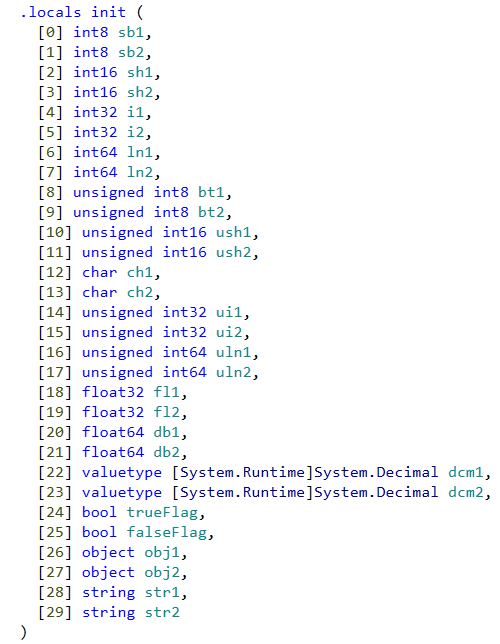 .locals init (
[0] int8 sb1,
[1] int8 sb2,
[2] int16 sh1,
[3] int16 sh2,
[4] int32 i1,
[5] int32 i2,
[6] int64 ln1,
[7] int64 ln2,
[8] unsigned int8 bt1,
[9] unsigned int8 bt2,
[10] unsigned int16 ush1,
[11] unsigned int16 ush2,
[12] char ch1,
[13] char ch2,
[14] unsigned int32 ui1,
[15] unsigned int32 ui2,
[16] unsigned int64 uln1,
[17] unsigned int64 uln2,
[18] float32 fl1,
[19] float32 fl2,
[20] float64 db1,
[21] float64 db2,
[22] valuetype [System.Runtime]System.Decimal dcm1,
[23] valuetype [System.Runtime]System.Decimal dcm2,
[24] bool trueFlag,
[25] bool falseFlag,
[26] object obj1,
[27] object obj2,
[28] string str1,
[29] string str2
)